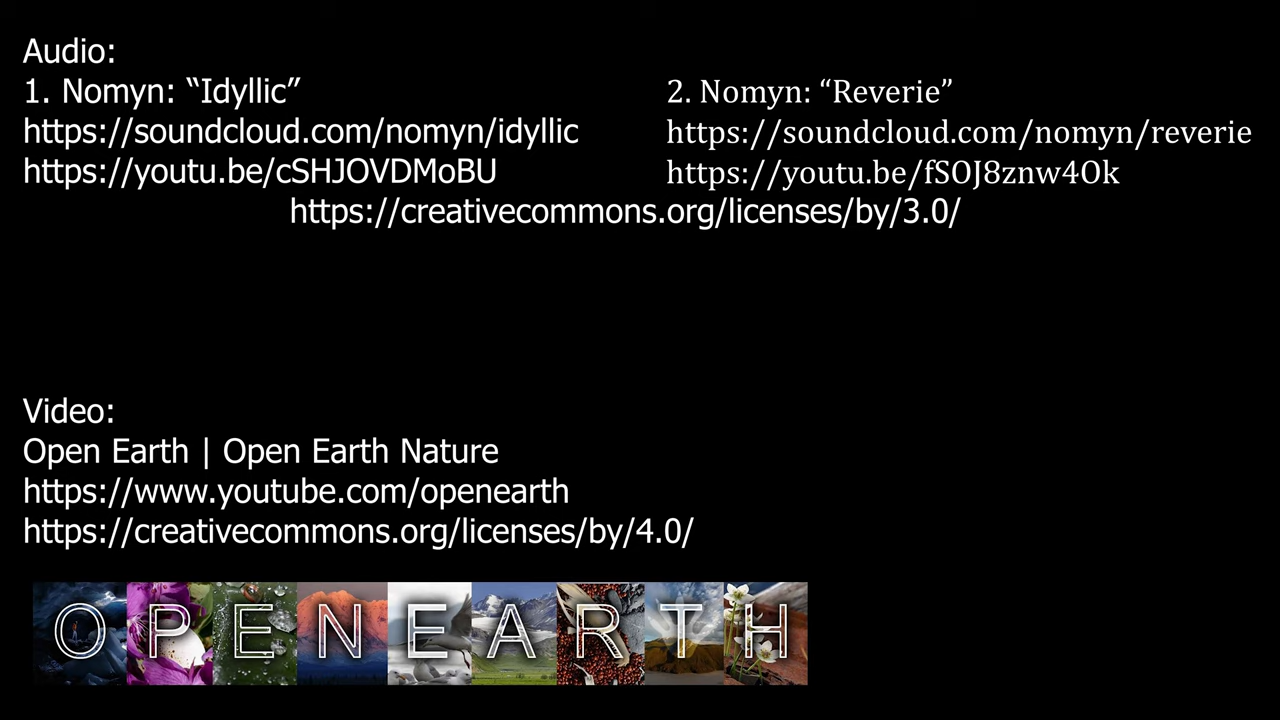 Audio:
1. Nomyn: “Idyllic”
https://soundcloud.com/nomyn/idyllic
https://youtu.be/cSHJOVDMoBU
2. Nomyn: “Reverie”
https://soundcloud.com/nomyn/reverie
https://youtu.be/fSOJ8znw4Ok
https://creativecommons.org/licenses/by/3.0/
Video:
Open Earth | Open Earth Nature
https://www.youtube.com/openearth
https://creativecommons.org/licenses/by/4.0/
OPENEARTH